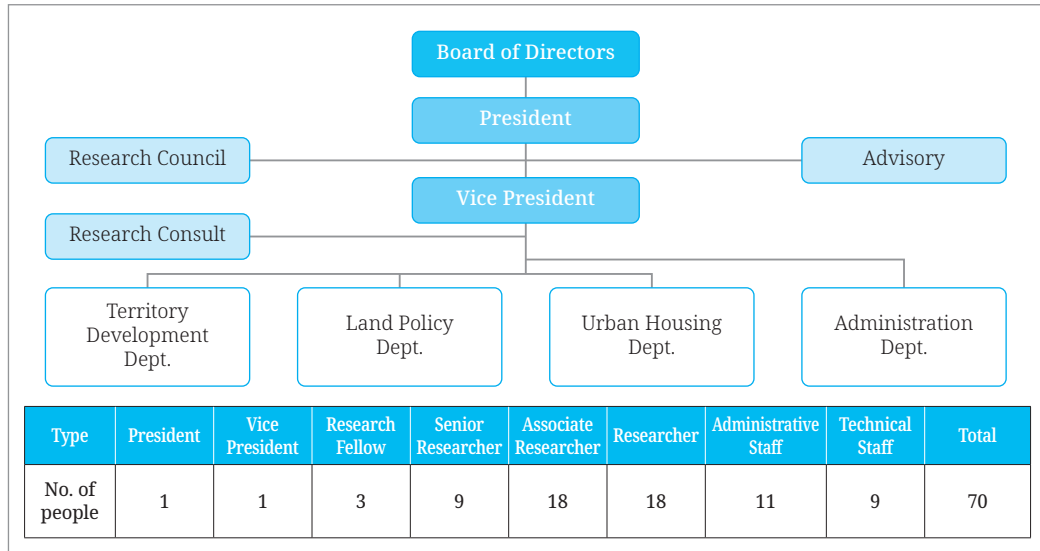 Board of Directors
President
Research Council
Advisory
Vice President
Research Consult
Territory
Development
Dept.
Land Policy
Dept.
Urban Housing
Dept.
Administration
Dept.
Type
President
Vice
President
Research
Fellow
Senior
Researcher
Associate
Researcher
Researcher
Administrative
Staff
Technical
Staff
Total
No. of
people
1
1
3
9
18
18
11
9
70